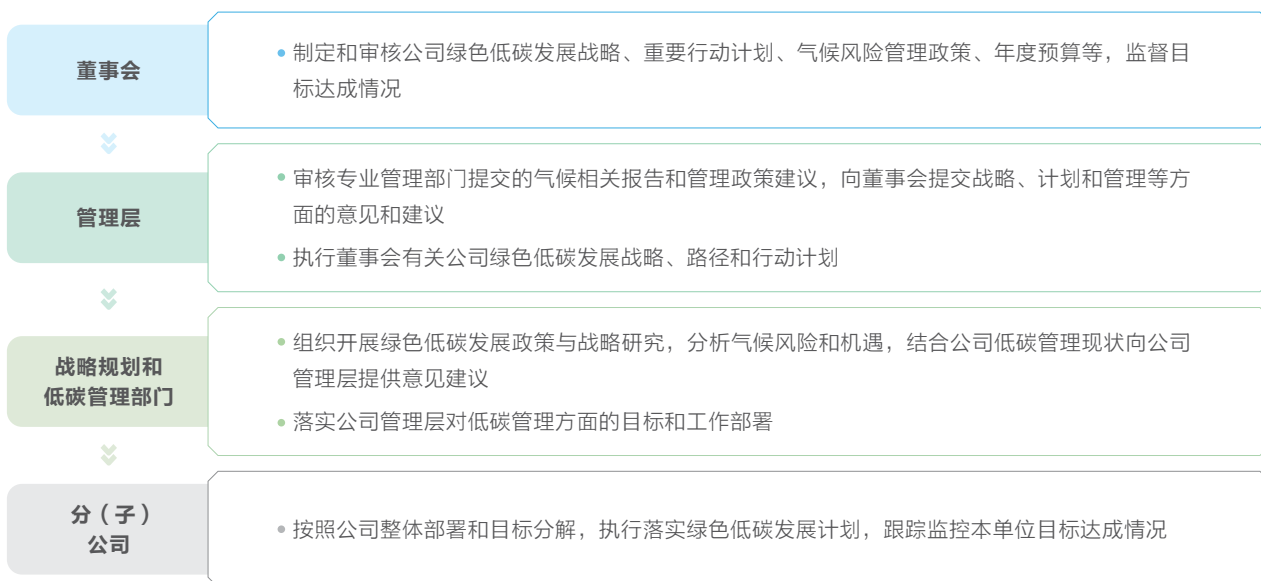 董事会
• 制定和审核公司绿色低碳发展战略、重要行动计划、气候风险管理政策、年度预算等，监督目
标达成情况
管理层
• 审核专业管理部门提交的气候相关报告和管理政策建议，向董事会提交战略、计划和管理等方
面的意见和建议
• 执行董事会有关公司绿色低碳发展战略、路径和行动计划
战略规划和
低碳管理部门
• 组织开展绿色低碳发展政策与战略研究，分析气候风险和机遇，结合公司低碳管理现状向公司
管理层提供意见建议
• 落实公司管理层对低碳管理方面的目标和工作部署
分（子）
公司
• 按照公司整体部署和目标分解，执行落实绿色低碳发展计划，跟踪监控本单位目标达成情况